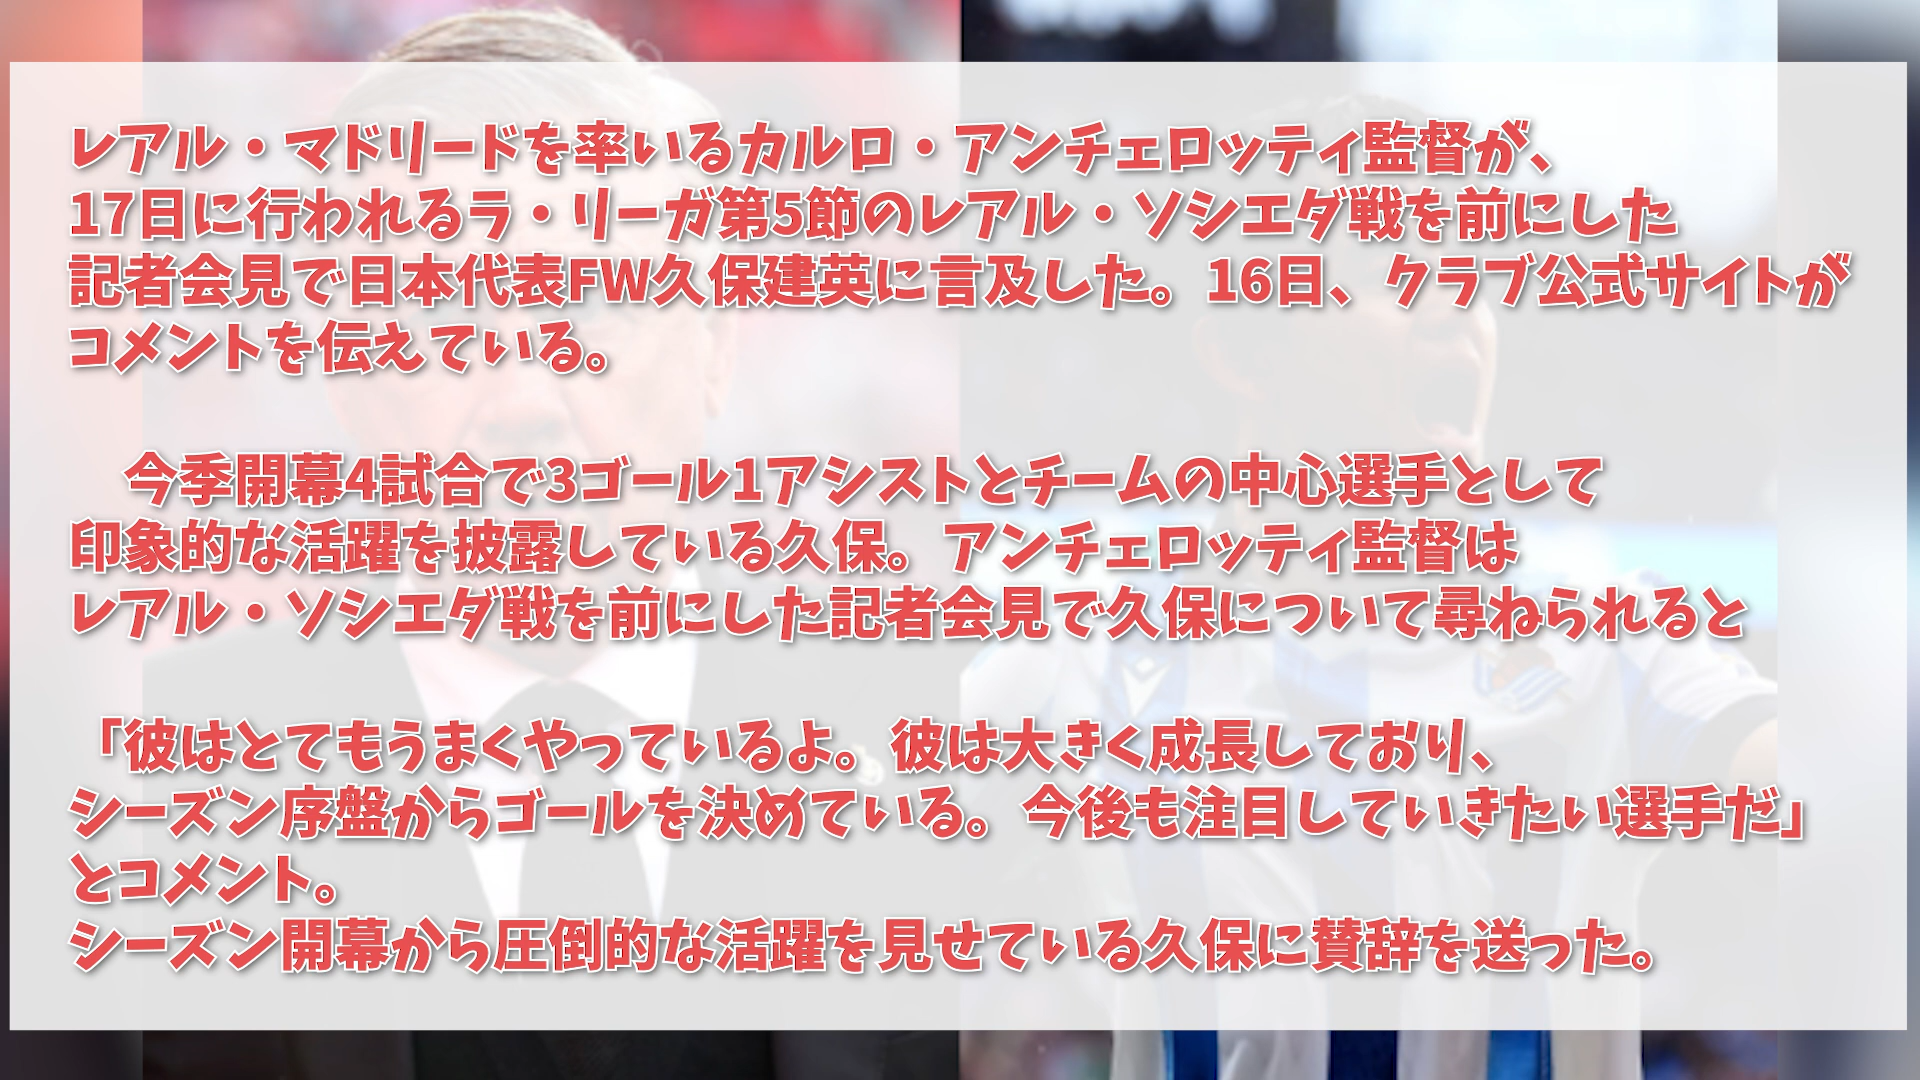 レアル・マドリードを率いるカルロ・アンチェロッティ監督が、
17日に行われるラ・リーガ第5節のレアル・ソシエダ戦を前にした
記者会見で日本代表FW久保建英に言及した。16日、クラブ公式サイトが
コメントを伝えている。
今季開幕4試合で3ゴール1アシストとチームの中心選手として
印象的な活躍を披露している久保。アンチェロッティ監督は
レアル・ソシエダ戦を前にした記者会見で久保について尋ねられると
「彼はとてもうまくやっているよ。彼は大きく成長しており、
シーズン序盤からゴールを決めている。今後も注目していきたい選手だ」
とコメント。
シーズン開幕から圧倒的な活躍を見せている久保に賛辞を送った。